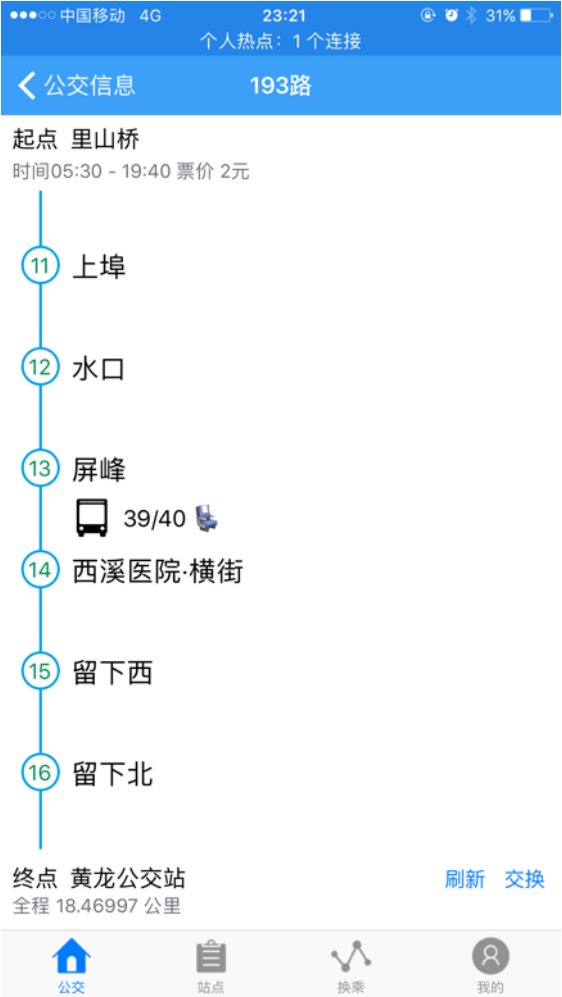 中国移动 4G 23:21 31%
个人热点：1 个连接
公交信息 193路
起点 里山桥
时间05:30 - 19:40 票价 2元
11 上埠
12 水口
13 屏峰
39/40
14 西溪医院·横街
15 留下西
16 留下北
终点 黄龙公交站 刷新 交换
全程 18.46997 公里
公交 站点 换乘 我的